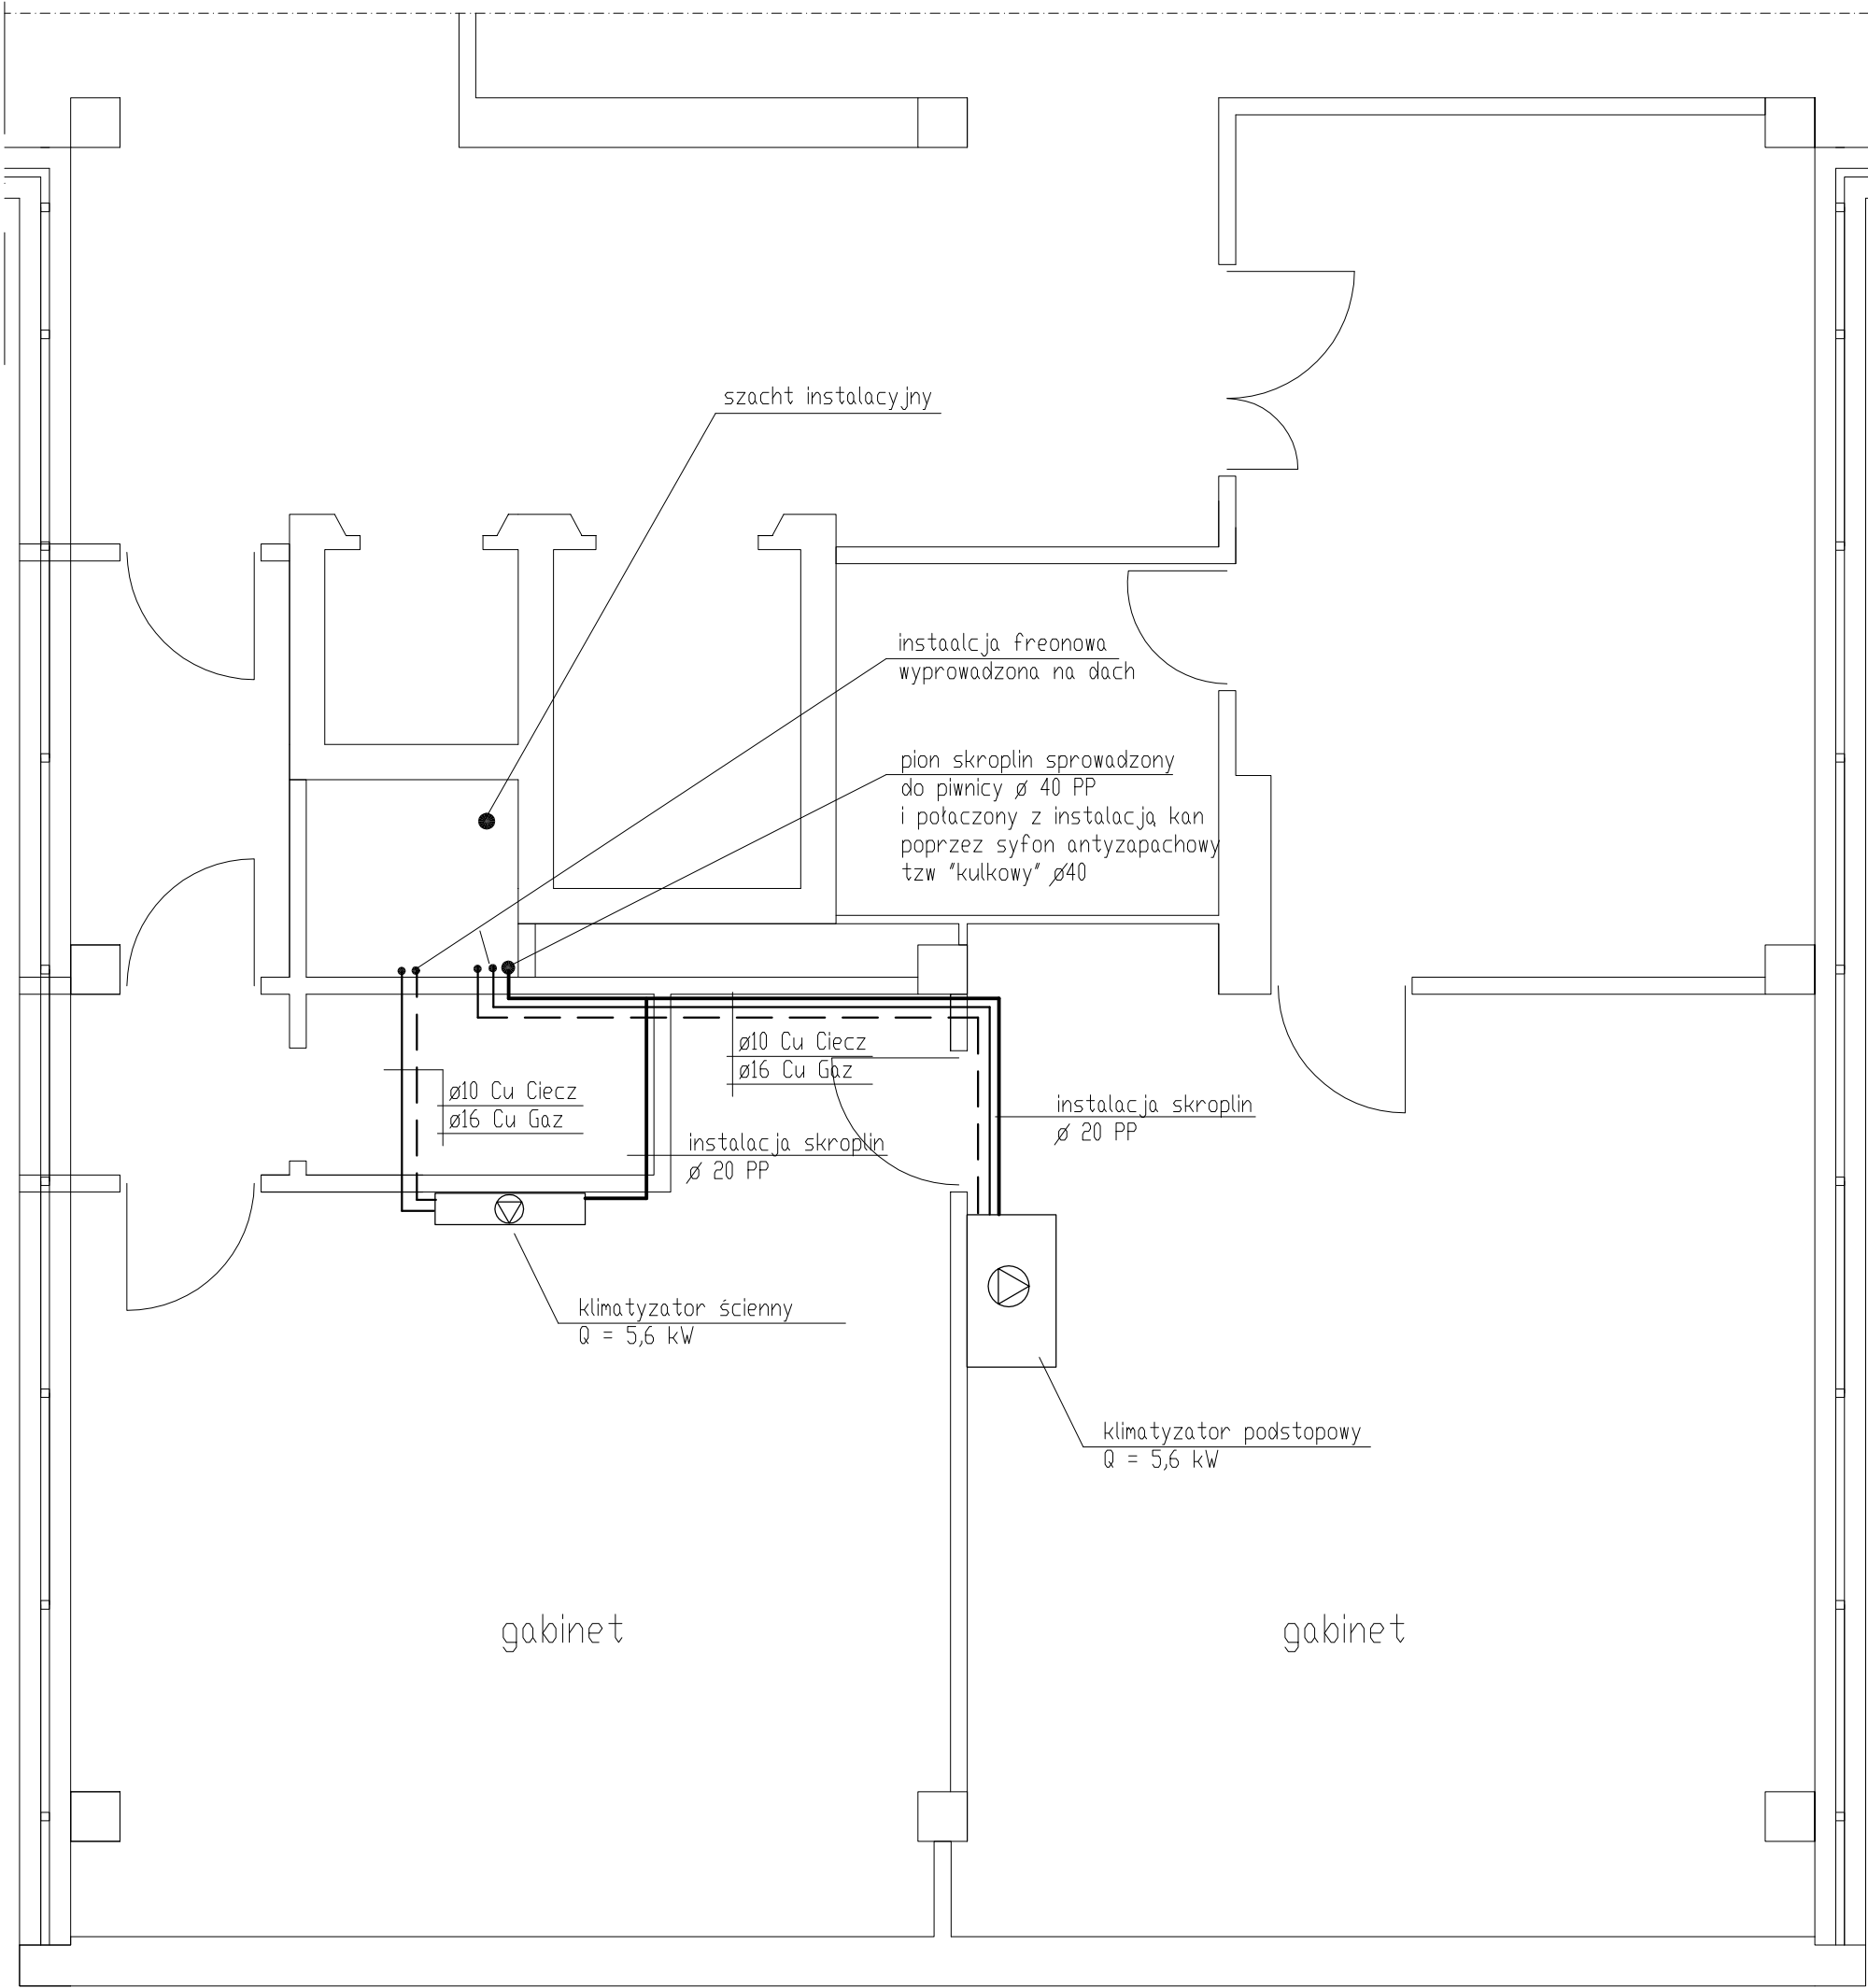 szacht instalacyjny
instaalcja freonowa
wyprowadzona na dach
pion skroplin sprowadzony
do piwnicy ø 40 PP
i połaczony z instalacją kan
poprzez syfon antyzapachowy
tzw "kulkowy" ø40
ø10 Cu Ciecz
ø16 Cu Gaz
ø10 Cu Ciecz
ø16 Cu Gaz
instalacja skroplin
ø 20 PP
instalacja skroplin
ø 20 PP
klimatyzator ścienny
Q = 5,6 kW
klimatyzator podstopowy
Q = 5,6 kW
gabinet
gabinet